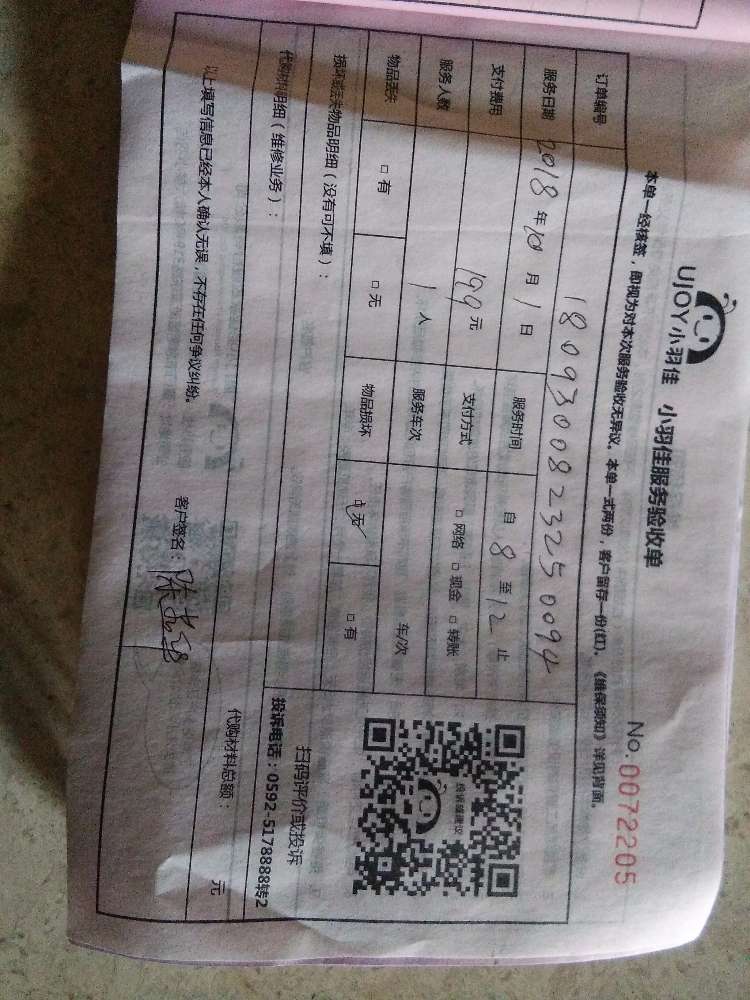 UJOY小羽佳 小羽佳服务验收单
No:0072205
本单一经核签，即视为对本次服务验收无异议。本单一式两份，客户留存一份(红)。《维保须知》详见背面。
订单编号 1809300823250094
服务日期 2018年10月1日 服务时间 自8至12止
支付费用 199元 支付方式 □网络 □现金 □转账
服务人数 1人 服务车次 车/次
物品丢失 □有 □无 物品损坏 □无 □有
损坏或丢失物品明细（没有可不填）：
扫码评价或投诉
投诉电话：0592-5178888转2
投诉或建议
代购材料明细（维修业务）：
代购材料总额： 元
以上填写信息已经本人确认无误，不存在任何争议纠纷。 客户签名：陈